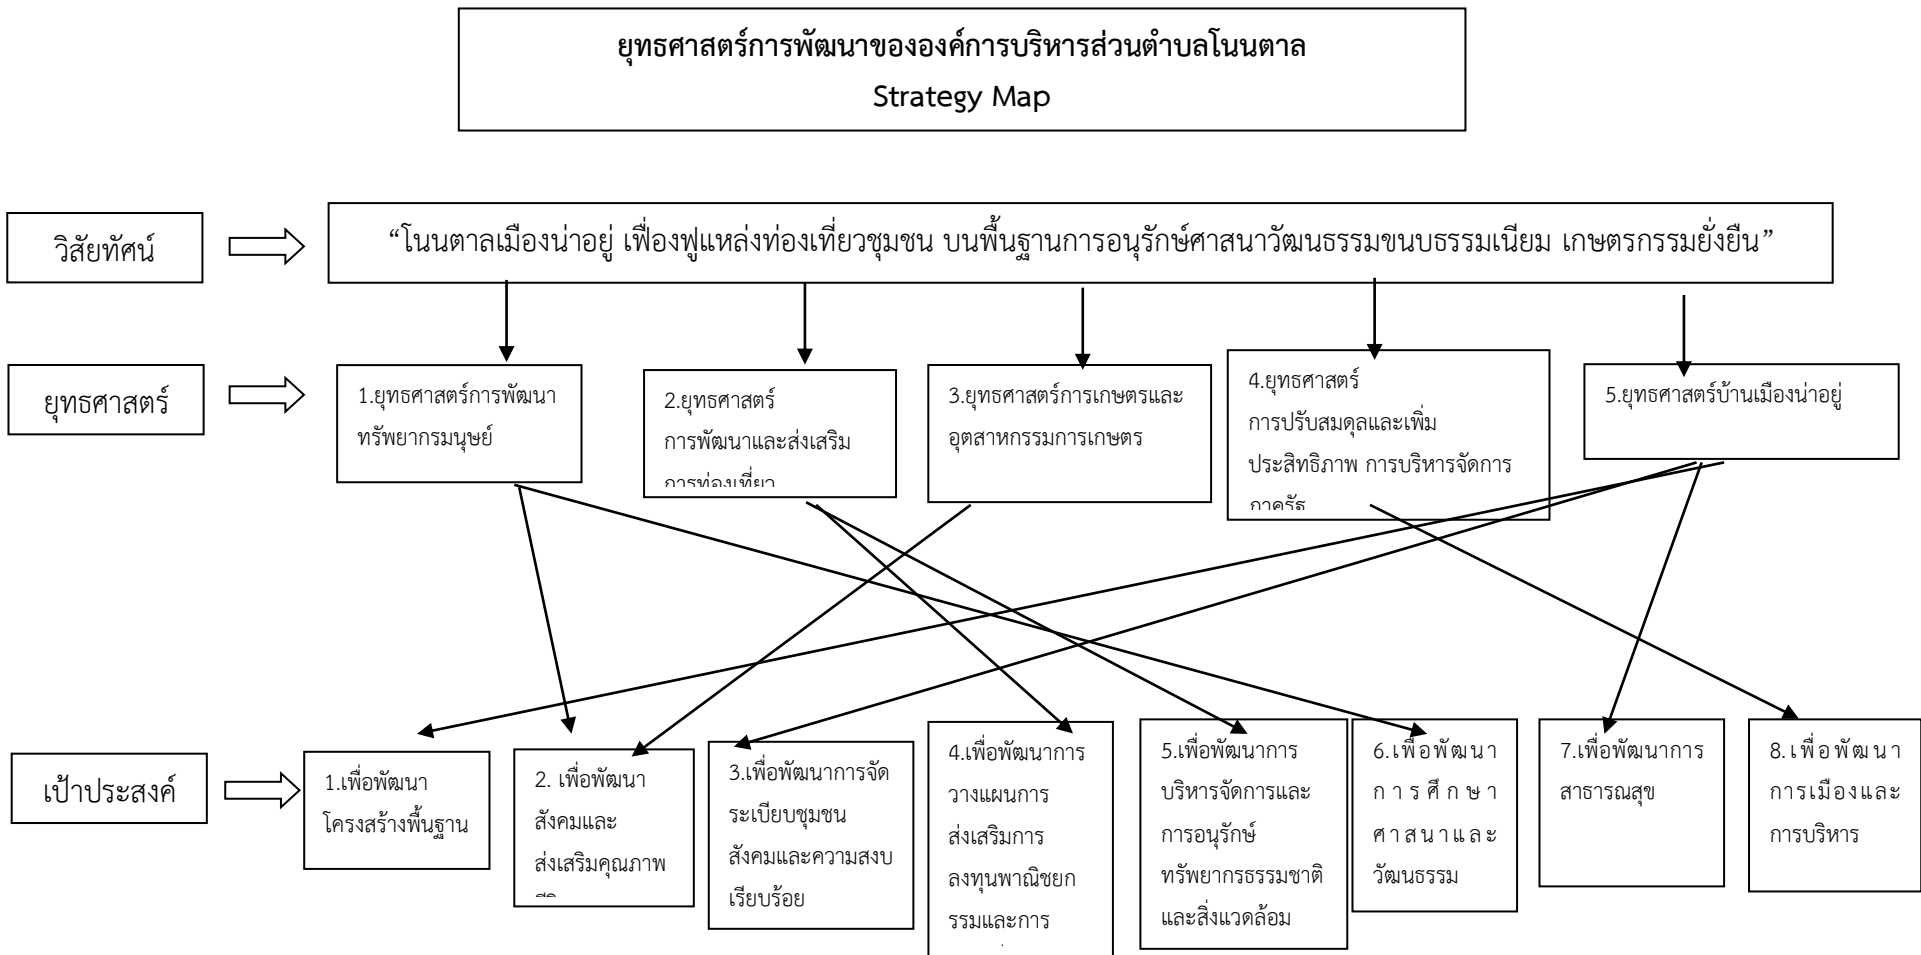 ยุทธศาสตร์การพัฒนาขององค์การบริหารส่วนตำบลโนนตาล
Strategy Map
วิสัยทัศน์
“โนนตาลเมืองน่าอยู่ เฟื่องฟูแหล่งท่องเที่ยวชุมชน บนพื้นฐานการอนุรักษ์ศาสนาวัฒนธรรมขนบธรรมเนียม เกษตรกรรมยั่งยืน”
ยุทธศาสตร์
1.ยุทธศาสตร์การพัฒนา
ทรัพยากรมนุษย์
2.ยุทธศาสตร์
การพัฒนาและส่งเสริม
การท่องเที่ยว
3.ยุทธศาสตร์การเกษตรและ
อุตสาหกรรมการเกษตร
4.ยุทธศาสตร์
การปรับสมดุลและเพิ่ม
ประสิทธิภาพ การบริหารจัดการ
ภาครัฐ
5.ยุทธศาสตร์บ้านเมืองน่าอยู่
เป้าประสงค์
1.เพื่อพัฒนา
โครงสร้างพื้นฐาน
2. เพื่อพัฒนา
สังคมและ
ส่งเสริมคุณภาพ
3.เพื่อพัฒนาการจัด
ระเบียบชุมชน
สังคมและความสงบ
เรียบร้อย
4.เพื่อพัฒนาการ
วางแผนการ
ส่งเสริมการ
ลงทุนพาณิชยก
รรมและการ
5.เพื่อพัฒนาการ
บริหารจัดการและ
การอนุรักษ์
ทรัพยากรธรรมชาติ
และสิ่งแวดล้อม
6.เพื่อพัฒนา
การศึกษา
ศาสนาและ
วัฒนธรรม
7.เพื่อพัฒนาการ
สาธารณสุข
8.เพื่อพัฒนา
การเมืองและ
การบริหาร